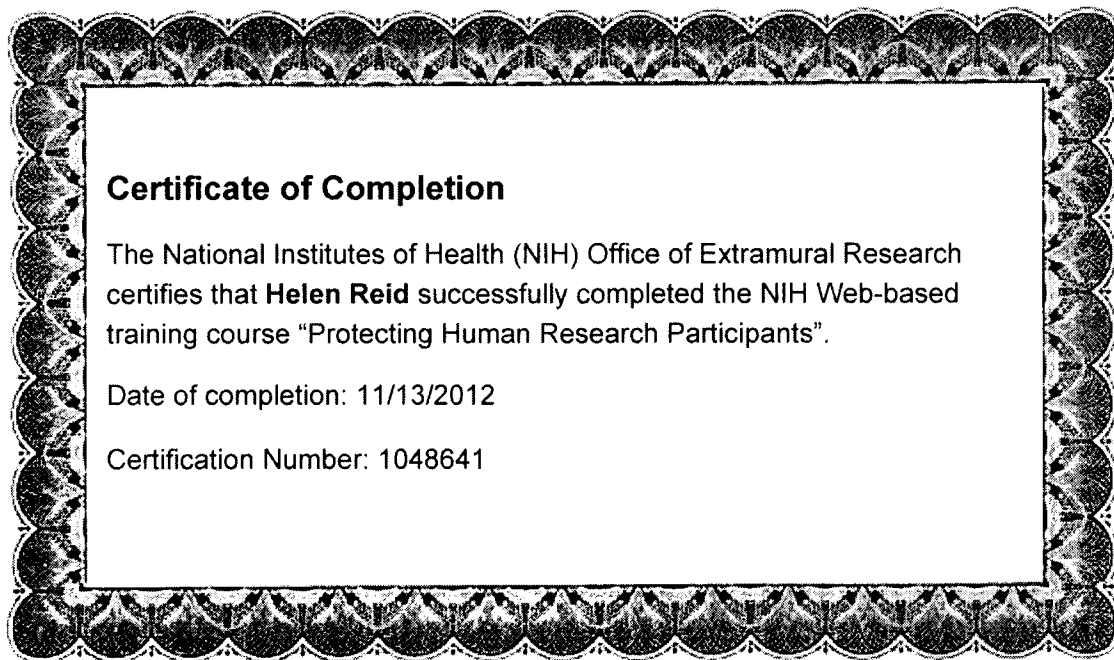 Certificate of Completion
The National Institutes of Health (NIH) Office of Extramural Research
certifies that Helen Reid successfully completed the NIH Web-based
training course “Protecting Human Research Participants”.
Date of completion: 11/13/2012
Certification Number: 1048641